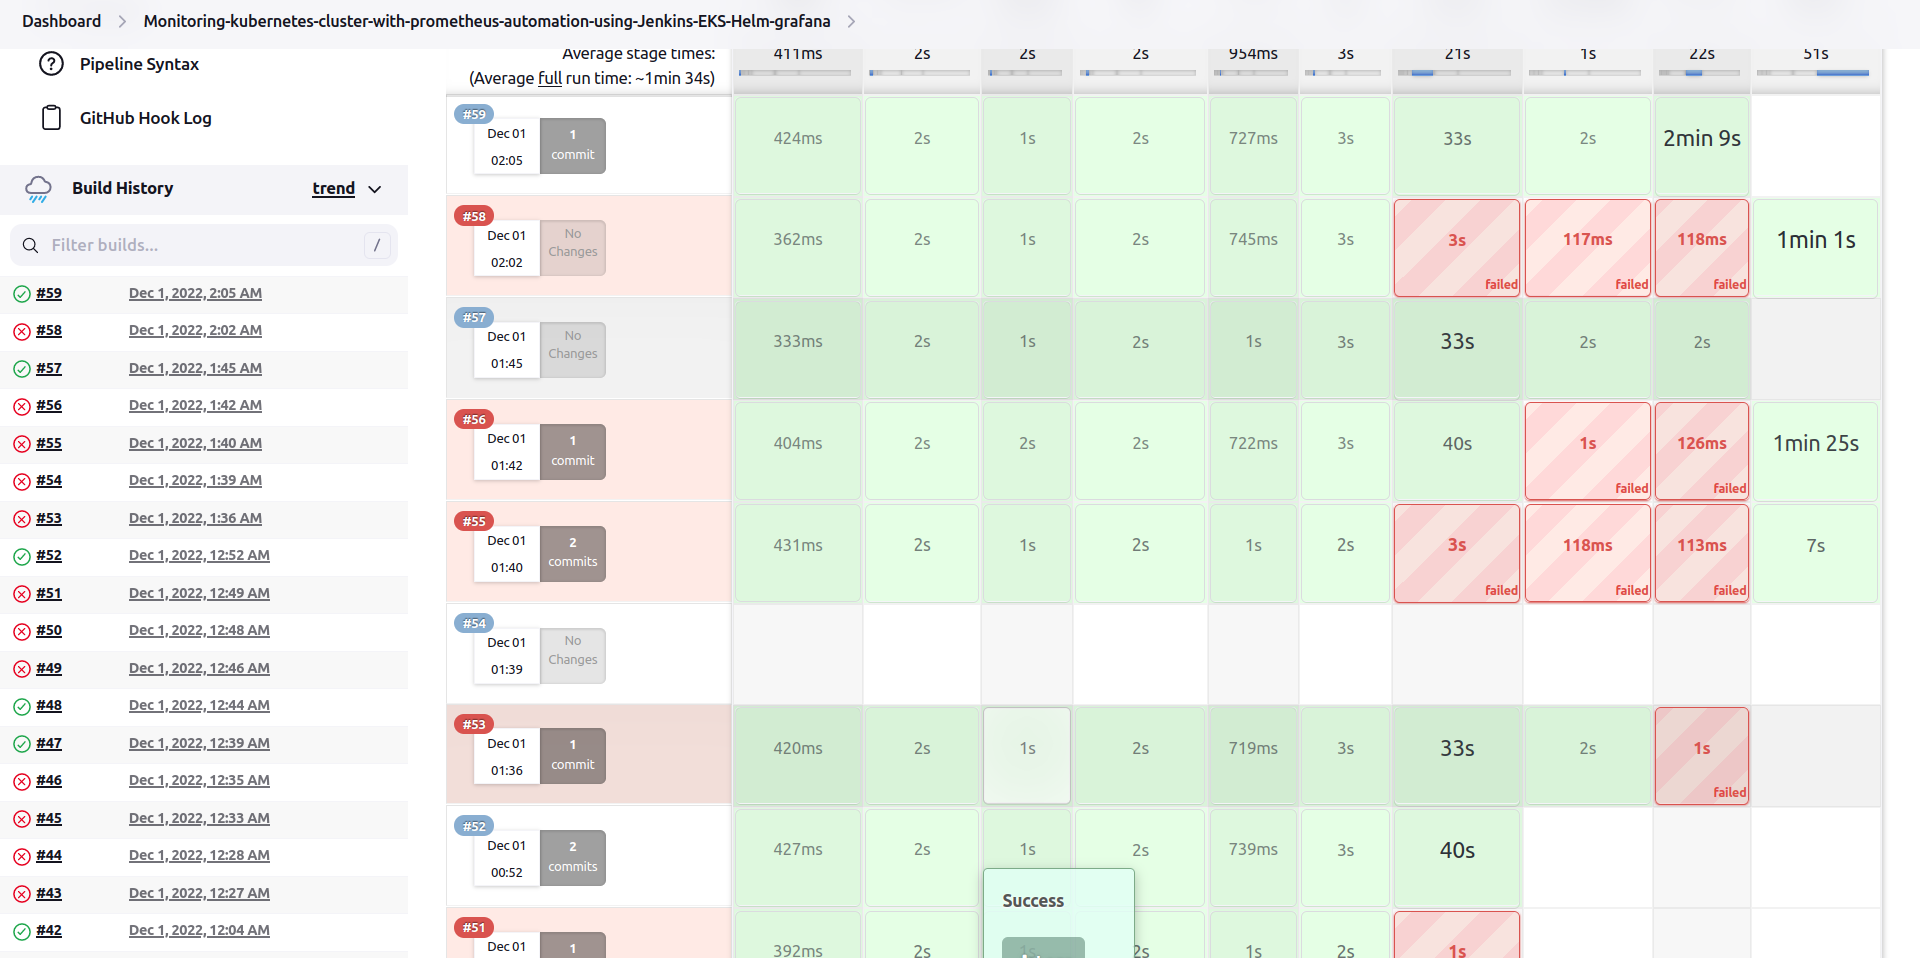 Dashboard > Monitoring-kubernetes-cluster-with-prometheus-automation-using-Jenkins-EKS-Helm-grafana >
Pipeline Syntax
GitHub Hook Log
Build History trend
Filter builds... /
#59 Dec 1, 2022, 2:05 AM
#58 Dec 1, 2022, 2:02 AM
#57 Dec 1, 2022, 1:45 AM
#56 Dec 1, 2022, 1:42 AM
#55 Dec 1, 2022, 1:40 AM
#54 Dec 1, 2022, 1:39 AM
#53 Dec 1, 2022, 1:36 AM
#52 Dec 1, 2022, 12:52 AM
#51 Dec 1, 2022, 12:49 AM
#50 Dec 1, 2022, 12:48 AM
#49 Dec 1, 2022, 12:46 AM
#48 Dec 1, 2022, 12:44 AM
#47 Dec 1, 2022, 12:39 AM
#46 Dec 1, 2022, 12:35 AM
#45 Dec 1, 2022, 12:33 AM
#44 Dec 1, 2022, 12:28 AM
#43 Dec 1, 2022, 12:27 AM
#42 Dec 1, 2022, 12:04 AM
Average stage times: 411ms 2s 2s 2s 954ms 3s 21s 1s 22s 51s
(Average full run time: ~1min 34s)
#59
Dec 01 1
02:05 commit
424ms 2s 1s 2s 727ms 3s 33s 2s 2min 9s
#58
Dec 01 No
02:02 Changes
362ms 2s 1s 2s 745ms 3s 3s 117ms 118ms 1min 1s
failed failed failed
#57
Dec 01 No
01:45 Changes
333ms 2s 1s 2s 1s 3s 33s 2s 2s
#56
Dec 01 1
01:42 commit
404ms 2s 2s 2s 722ms 3s 40s 1s 126ms 1min 25s
failed failed
#55
Dec 01 2
01:40 commits
431ms 2s 1s 2s 1s 2s 3s 118ms 113ms 7s
failed failed failed
#54
Dec 01 No
01:39 Changes
#53
Dec 01 1
01:36 commit
420ms 2s 1s 2s 719ms 3s 33s 2s 1s
failed
#52
Dec 01 2
00:52 commits
427ms 2s 1s 2s 739ms 3s 40s
Success
#51
Dec 01 1
392ms 2s 1s 2s 1s 2s 1s